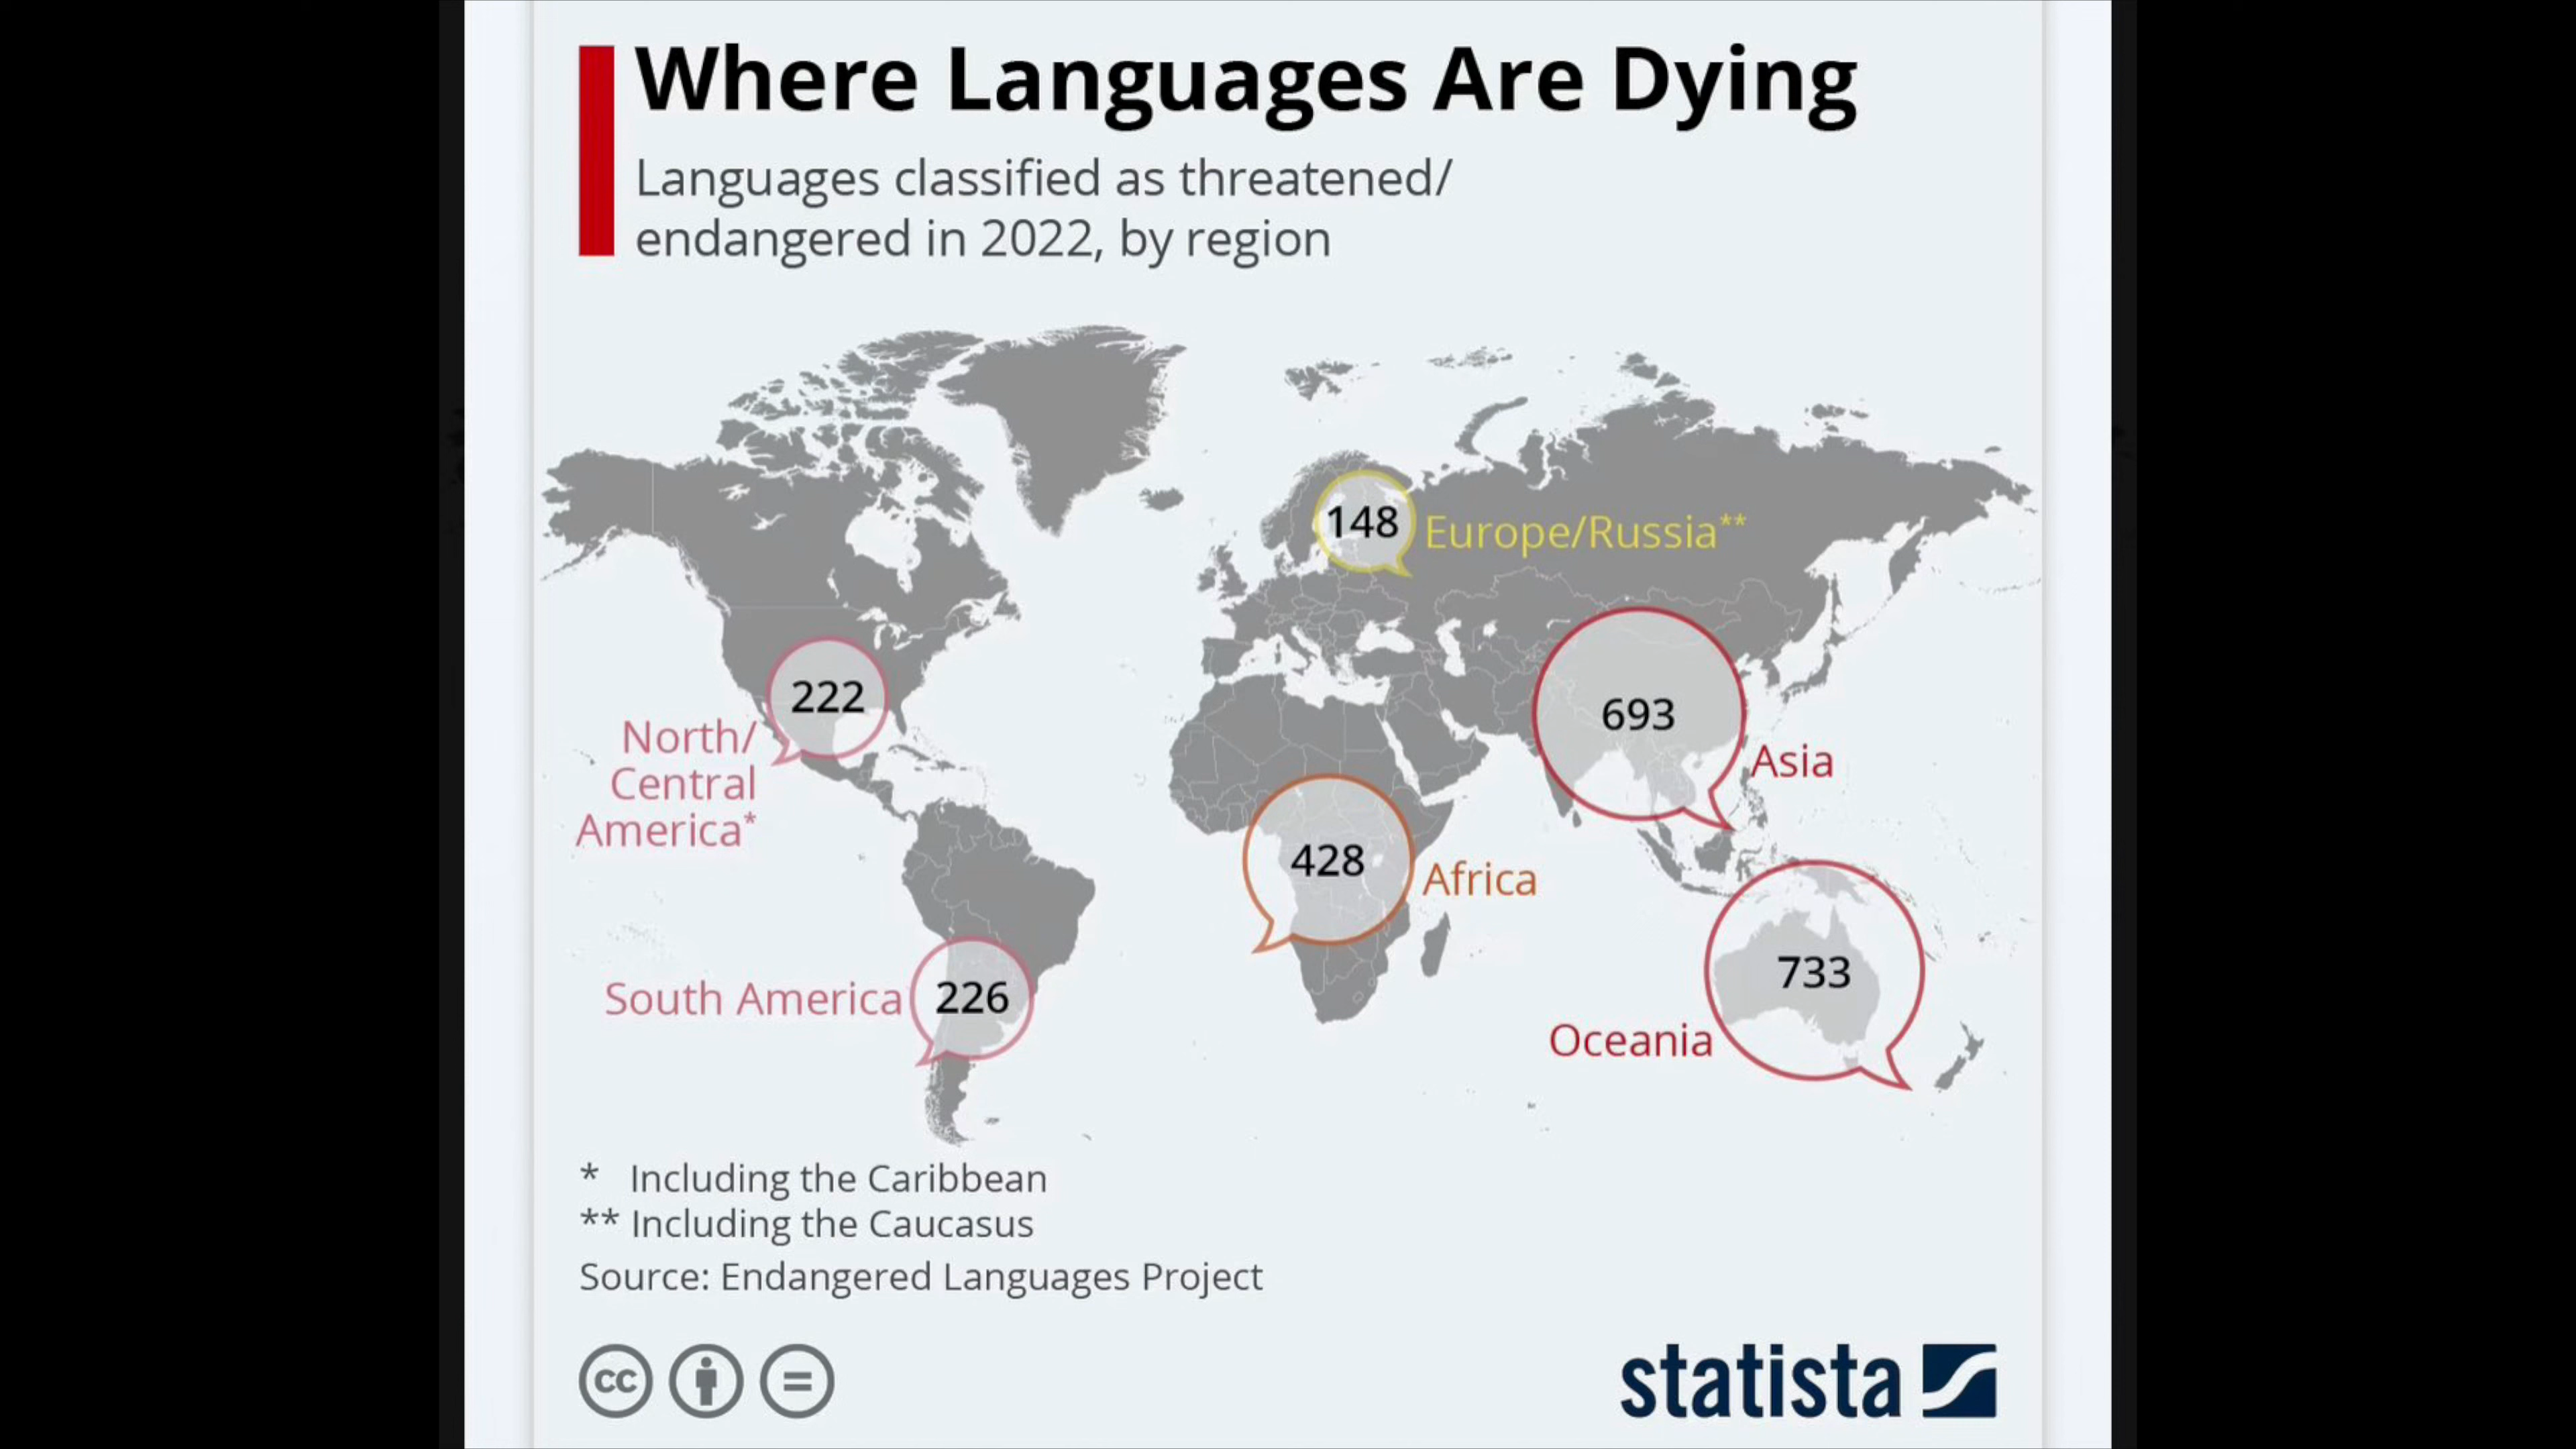 Where Languages Are Dying
Languages classified as threatened/
endangered in 2022, by region
148
Europe/Russia**
222
North/
Central
America*
693
Asia
428
Africa
South America
226
733
Oceania
* Including the Caribbean
** Including the Caucasus
Source: Endangered Languages Project
cc
statista